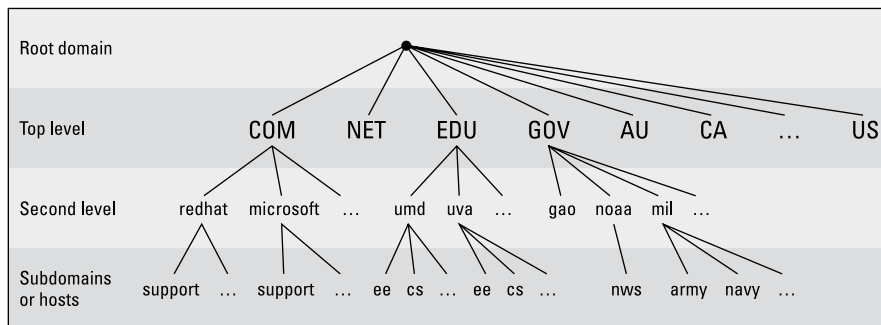 Root domain
Top level COM NET EDU GOV AU CA ... US
Second level redhat microsoft ... umd uva ... gao noaa mil ...
Subdomains
or hosts support ... support ... ee cs ... ee cs ... nws army navy ...